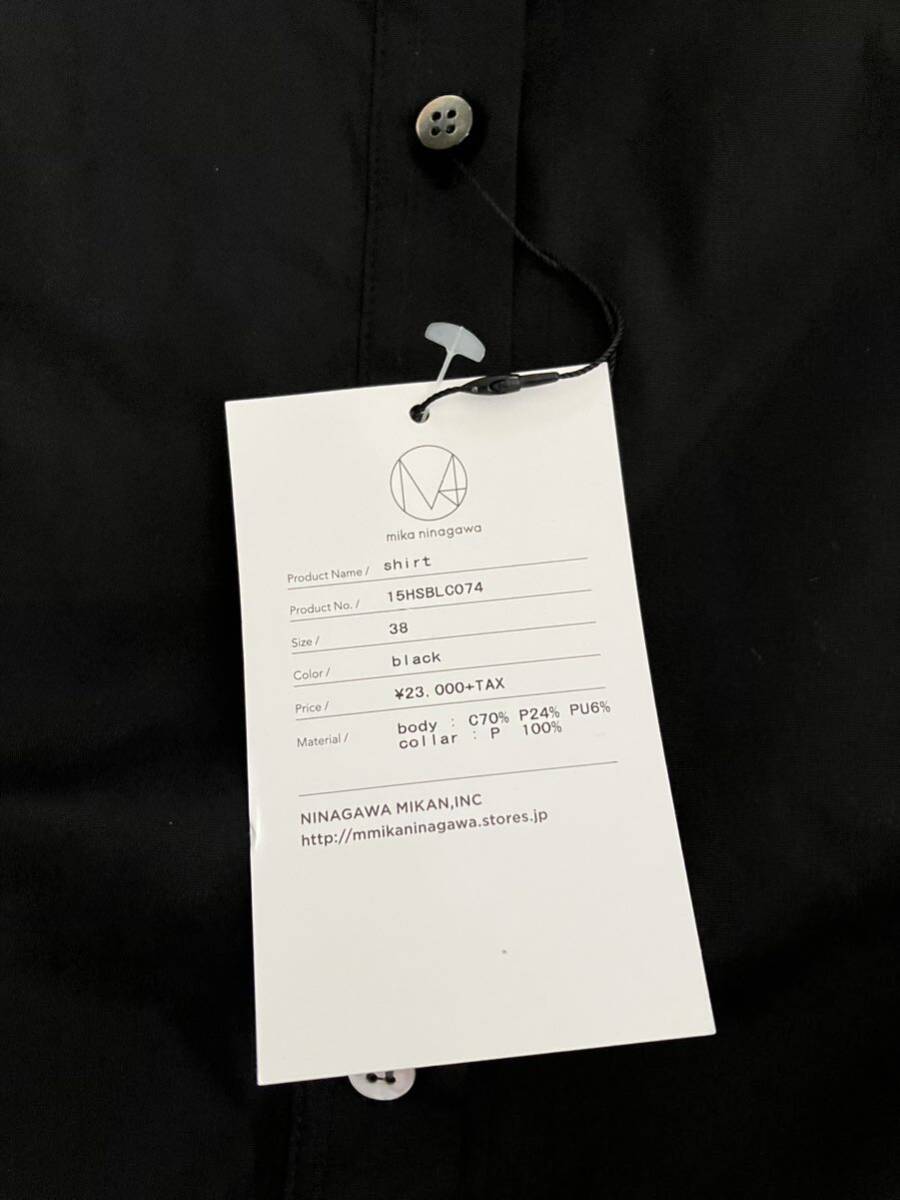 mika ninagawa
Product Name / shirt
Product No. / 15HSBLC074
Size / 38
Color / black
Price / ¥23.000+TAX
Material / body : C70% P24% PU6%
collar : P 100%
NINAGAWA MIKAN,INC
http://mmikaninagawa.stores.jp